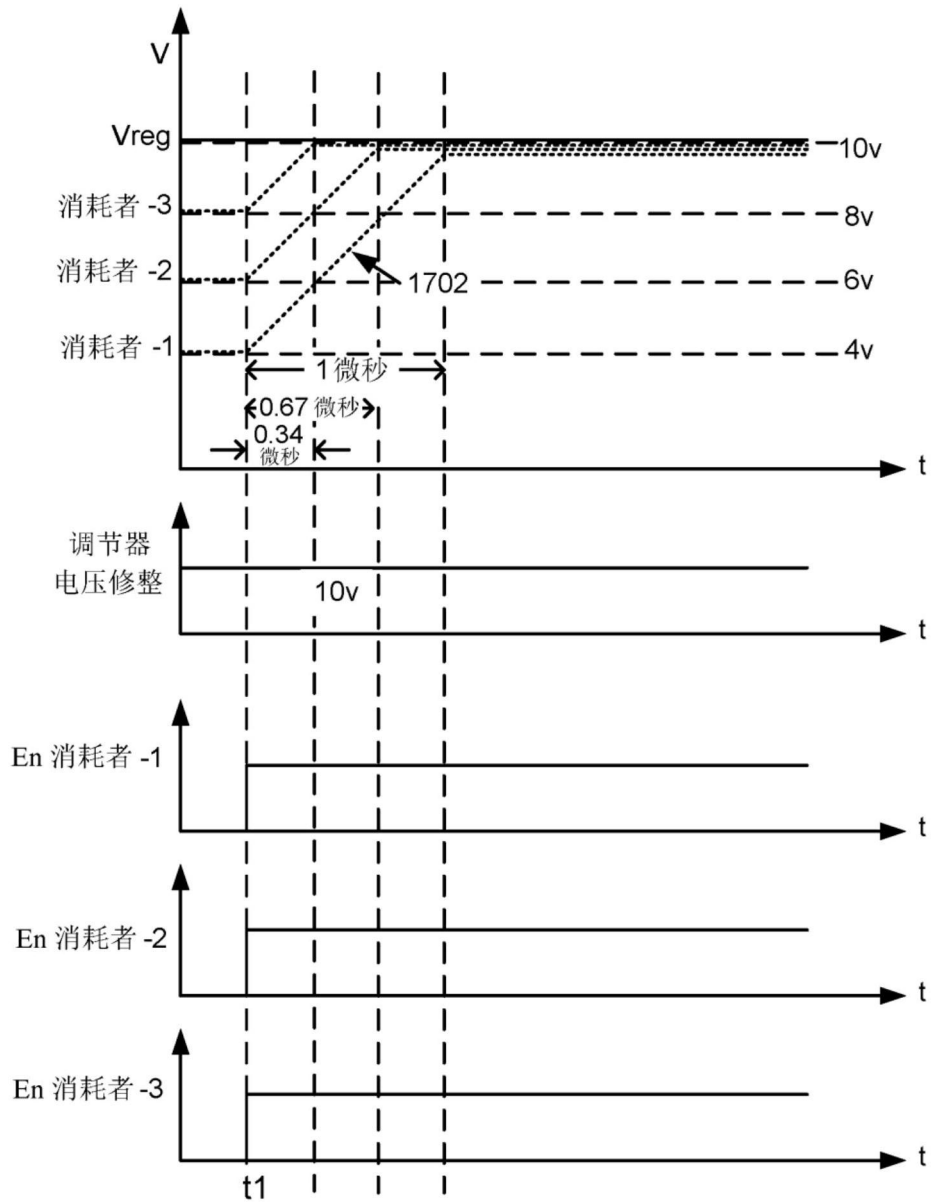 V
Vreg
10v
消耗者 -3
8v
消耗者 -2
6v
1702
消耗者 -1
4v
1 微秒
0.67 微秒
0.34
微秒
t
调节器
电压修整
10v
t
En 消耗者 -1
t
En 消耗者 -2
t
En 消耗者 -3
t
t1